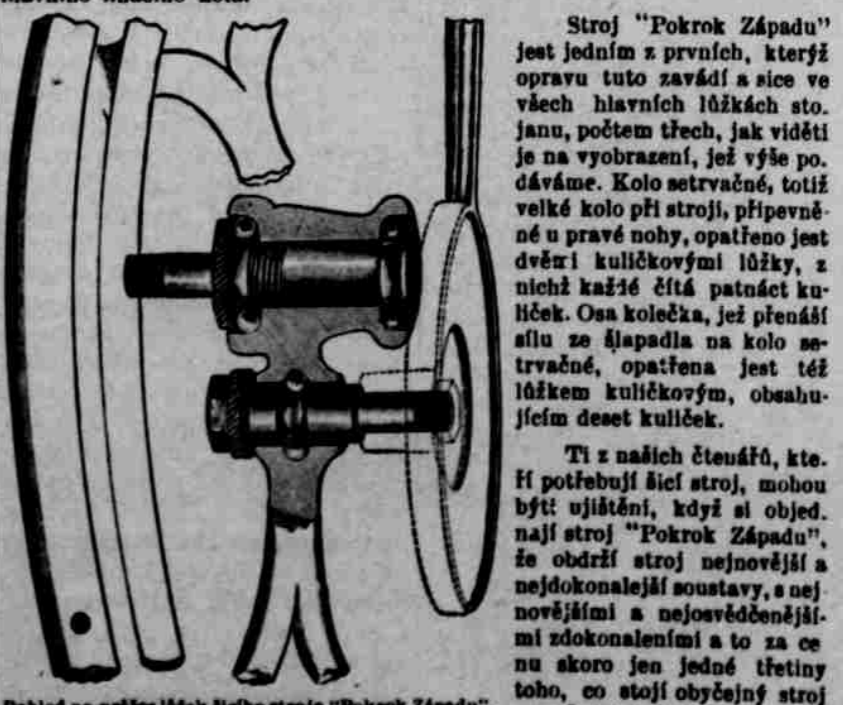 Stroj "Pokrok Západu"
jest jedním z prvních, kterýž
opravu tuto zavádí a sice ve
všech hlavních lůžkách sto.
janu, počtem třech, jak viděti
je na vyobrazení, jež výše po.
dáváme. Kolo setrvačné, totiž
velké kolo při stroji, připevně-
né u pravé nohy, opatřeno jest
dvěmi kuličkovými lůžky, z
nichž každé čítá patnáct ku-
liček. Osa kolečka, jež přenáší
sílu ze šlapadla na kolo se-
trvačné, opatřena jest též
lůžkem kuličkovým, obsahu-
jícím deset kuliček.
Ti z našich čtenářů, kte.
ří potřebují šicí stroj, mohou
býti ujištěni, když si objed.
nají stroj "Pokrok Západu",
že obdrží stroj nejnovější a
nejdokonalejší soustavy, s nej-
novějšími a nejosvědčenější-
mi zdokonaleními a to za ce
nu skoro jen jedné třetiny
toho, co stojí obyčejný stroj
stroje "Pokrok Západu"